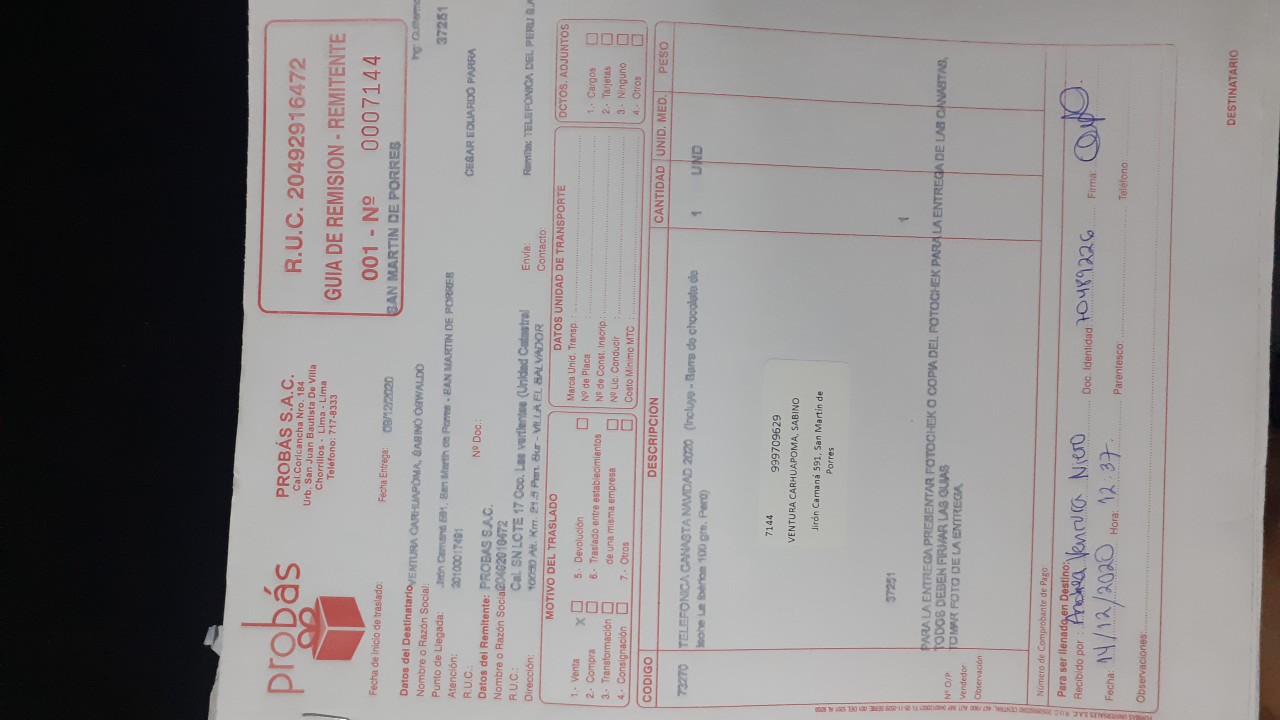 probás
PROBÁS S.A.C.
Cal.Coricancha Nro. 184
Urb. San Juan Bautista De Villa
Chorrillos - Lima - Lima
Teléfono: 717-8333
R.U.C. 20492916472
GUIA DE REMISION - REMITENTE
001 - Nº 0007144
SAN MARTIN DE PORRES
Fecha de inicio de traslado:
Fecha Entrega: 09/12/2020
Datos del Destinatario
Nombre o Razón Social: VENTURA CARHUAPOMA, SABINO OSWALDO
Punto de Llegada: Jirón Camaná 591, San Martín de Porres - SAN MARTIN DE PORRES
Atención: 20100017491
37251
R.U.C.:
Nº Doc.:
CESAR EDUARDO PARRA
Datos del Remitente: PROBAS S.A.C.
Nombre o Razón Social: 20492916472
R.U.C.: Cal. SN LOTE 17 Coo. Las vertientes (Unidad Catastral
Dirección: 10090 Alt. Km. 21.5 Pan. Sur - VILLA EL SALVADOR
Envía: Remite: TELEFONICA DEL PERU S.A
Contacto:
MOTIVO DEL TRASLADO
1.- Venta X
2.- Compra
3.- Transformación
4.- Consignación
5.- Devolución
6.- Traslado entre establecimientos
de una misma empresa
7.- Otros
DATOS UNIDAD DE TRANSPORTE
Marca Unid. Transp. :
Nº de Placa :
Nº de Const. Inscrip. :
Nº Lic. Conducir :
Costo Mínimo MTC :
DCTOS. ADJUNTOS
1.- Cargos
2.- Tarjetas
3.- Ninguno
4.- Otros
CODIGO DESCRIPCION CANTIDAD UNID. MED. PESO
73270 TELEFONICA CANASTA NAVIDAD 2020 (Incluye - Barra de chocolate de 1 UND
leche La Ibérica 100 grs. Perú)
7144 999709629
VENTURA CARHUAPOMA, SABINO
Jirón Camaná 591, San Martin de
Porres
37251 1
PARA LA ENTREGA PRESENTAR FOTOCHEK O COPIA DEL FOTOCHEK PARA LA ENTREGA DE LAS CANASTAS,
TODOS DEBEN FIRMAR LAS GUIAS
TOMAR FOTO DE LA ENTREGA
Nº O/P
Vendedor
Observación
Número de Comprobante de Pago
Para ser llenado en Destino:
Recibido por : Andrea Ventura Nieto Doc. Identidad: 70489226 Firma:
Fecha: 14/12/2020 Hora: 12:37 Parentesco: Teléfono
Observaciones:
DESTINATARIO